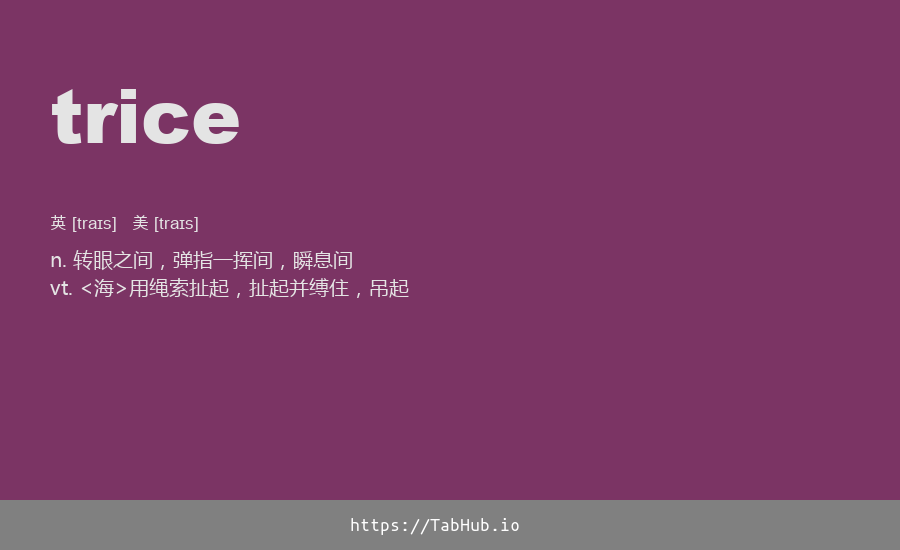 trice
英 [traɪs] 美 [traɪs]
n. 转眼之间，弹指一挥间，瞬息间
vt. <海>用绳索扯起，扯起并缚住，吊起
https://TabHub.io